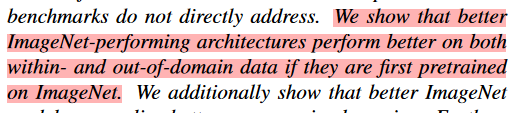 benchmarks do not directly address. We show that better
ImageNet-performing architectures perform better on both
within- and out-of-domain data if they are first pretrained
on ImageNet. We additionally show that better ImageNet